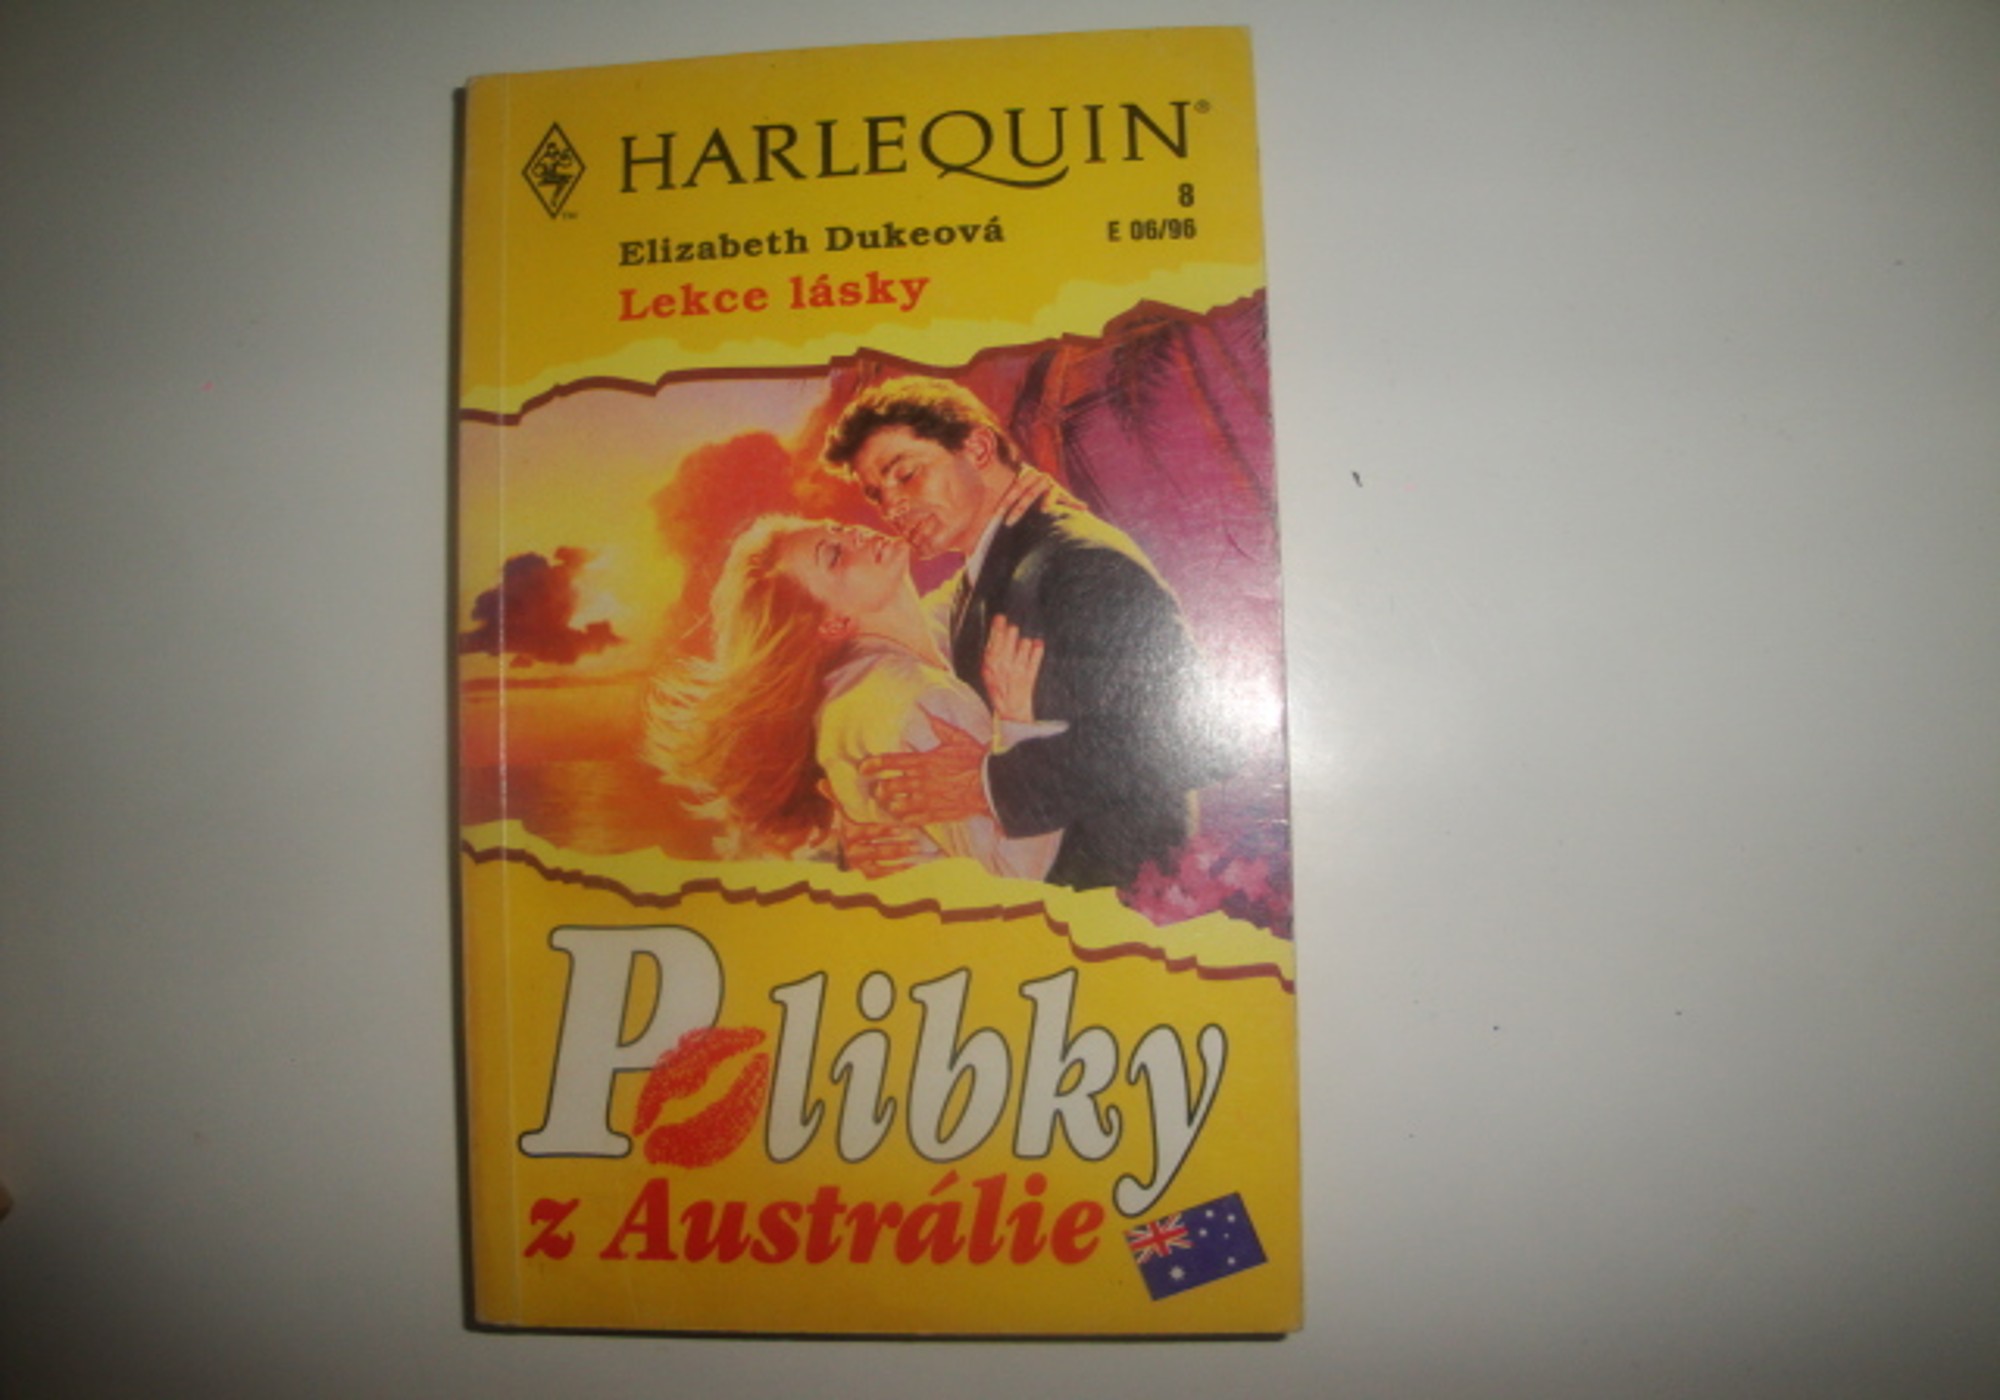 HARLEQUIN®
8
E 06/96
Elizabeth Dukeová
Lekce lásky
Polibky
z Austrálie